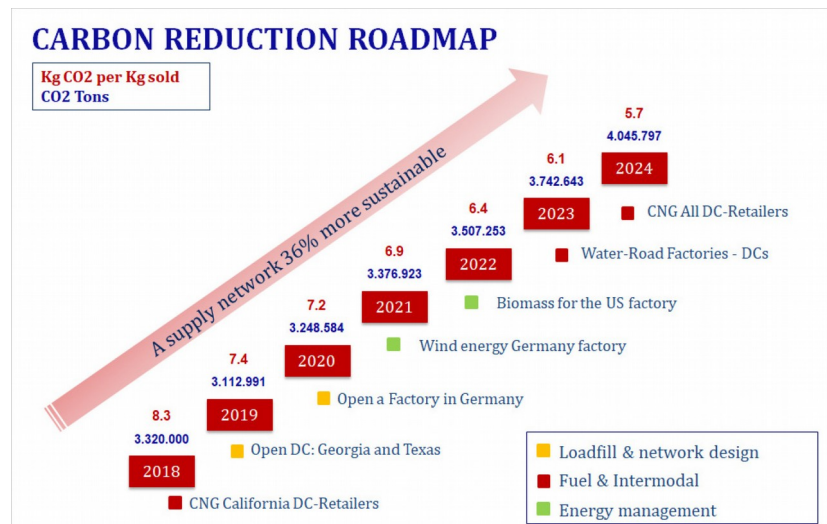 CARBON REDUCTION ROADMAP
Kg CO2 per Kg sold
CO2 Tons
A supply network 36% more sustainable
5.7
4.045.797
2024
CNG All DC-Retailers
6.1
3.742.643
2023
Water-Road Factories - DCs
6.4
3.507.253
2022
Biomass for the US factory
6.9
3.376.923
2021
Wind energy Germany factory
7.2
3.248.584
2020
Open a Factory in Germany
7.4
3.112.991
2019
Open DC: Georgia and Texas
8.3
3.320.000
2018
CNG California DC-Retailers
Loadfill & network design
Fuel & Intermodal
Energy management